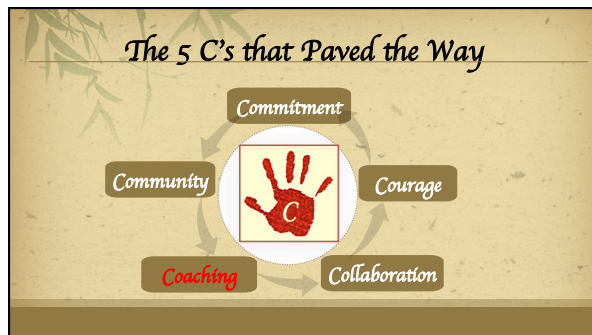 The 5 C's that Paved the Way
Commitment
Community
Courage
C
Coaching
Collaboration